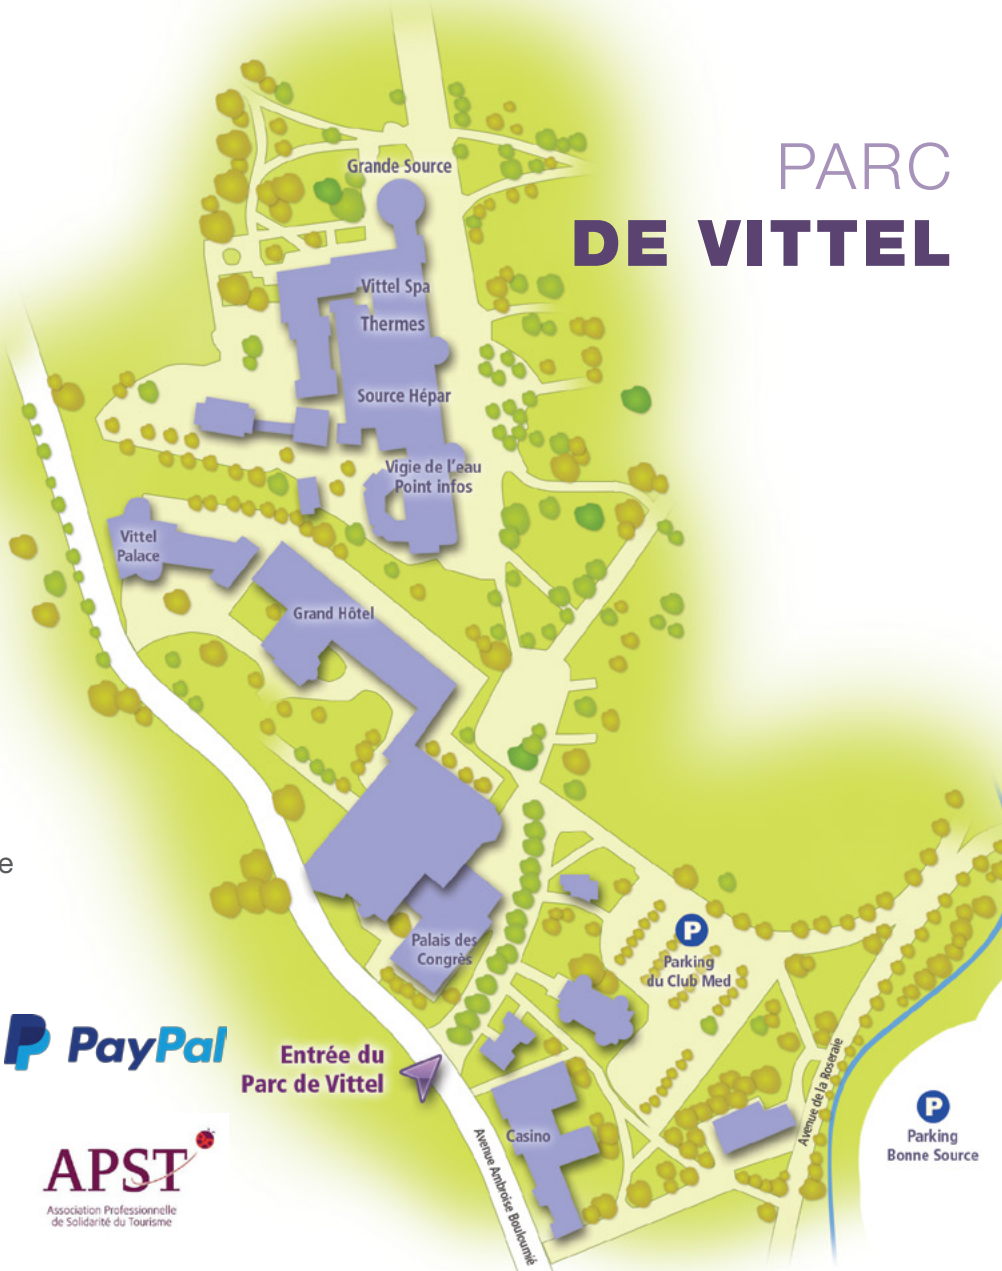 PARC
DE VITTEL
Grande Source
Vittel Spa
Thermes
Source Hépar
Vigie de l'eau
Point infos
Vittel
Palace
Grand Hôtel
e
Palais des
Congrès
P
Parking
du Club Med
PayPal
Entrée du
Parc de Vittel
Avenue de la Roseraie
P
Parking
Bonne Source
Casino
Avenue Ambroise Bouloumié
APST
Association Professionnelle
de Solidarité du Tourisme